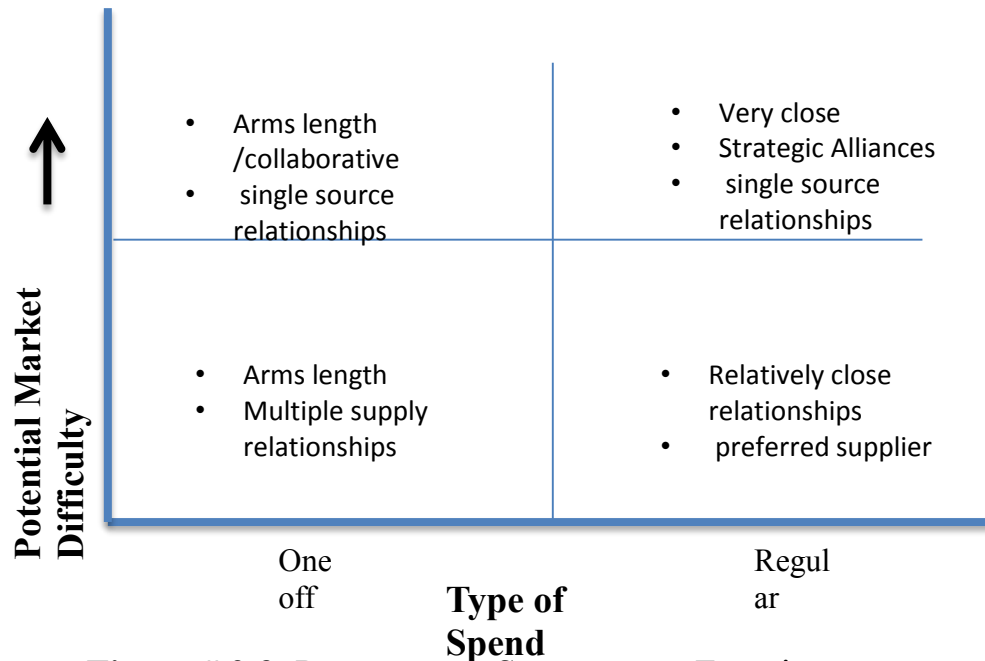 • Arms length
/collaborative
• single source
relationships
• Very close
• Strategic Alliances
• single source
relationships
Potential Market
Difficulty
• Arms length
• Multiple supply
relationships
• Relatively close
relationships
• preferred supplier
One
off
Type of
Spend
Regul
ar